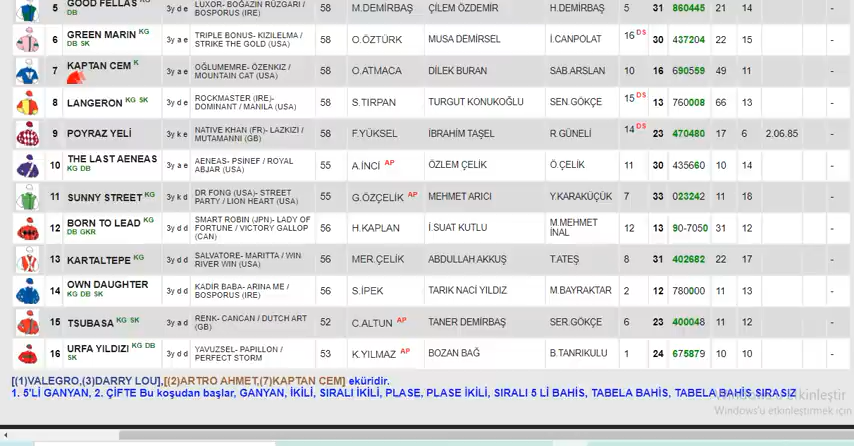 5 GOOD FELLAS KG DB 3y d e LUXOR- BOĞAZIN RÜZGARI / BOSPORUS (IRE) 58 M.DEMİRBAŞ ÇİLEM ÖZDEMİR H.DEMİRBAŞ 5 31 860445 21 14 -
6 GREEN MARIN KG DB SK 3y a e TRIPLE BONUS- KIZILELMA / STRIKE THE GOLD (USA) 58 O.ÖZTÜRK MUSA DEMİRSEL İ.CANPOLAT 16 DS 30 437204 22 15 -
7 KAPTAN CEM K 3y a e OĞLUMEMRE- ÖZENKIZ / MOUNTAIN CAT (USA) 58 O.ATMACA DİLEK BURAN SAB.ARSLAN 10 16 690559 49 11 -
8 LANGERON KG SK 3y d e ROCKMASTER (IRE)- DOMINANT / MANILA (USA) 58 S.TIRPAN TURGUT KONUKOĞLU SEN.GÖKÇE 15 DS 13 760008 66 13 -
9 POYRAZ YELİ 3y k e NATIVE KHAN (FR)- LAZKIZI / MUTAMANNI (GB) 58 F.YÜKSEL İBRAHİM TAŞEL R.GÜNELİ 14 DS 23 470480 17 6 2.06.85 -
10 THE LAST AENEAS KG DB 3y a e AENEAS- PSINEF / ROYAL ABJAR (USA) 55 A.İNCİ AP ÖZLEM ÇELİK Ö.ÇELİK 11 30 435660 10 14 -
11 SUNNY STREET KG 3y k d DR FONG (USA)- STREET PARTY / LION HEART (USA) 55 G.ÖZÇELİK AP MEHMET ARICI Y.KARAKÜÇÜK 7 33 023242 11 18 -
12 BORN TO LEAD KG DB GKR 3y d d SMART ROBIN (JPN)- LADY OF FORTUNE / VICTORY GALLOP (CAN) 56 H.KAPLAN İ.SUAT KUTLU M.MEHMET İNAL 12 13 90-7050 31 12 -
13 KARTALTEPE KG 3y d d SALVATORE- MARITTA / WIN RIVER WIN (USA) 56 MER.ÇELİK ABDULLAH AKKUŞ T.ATEŞ 8 31 402682 22 17 -
14 OWN DAUGHTER KG DB SK 3y d d KADİR BABA- ARINA ME / BOSPORUS (IRE) 56 S.İPEK TARIK NACİ YILDIZ M.BAYRAKTAR 2 12 780000 11 13 -
15 TSUBASA KG SK 3y a d RENK- CANCAN / DUTCH ART (GB) 52 C.ALTUN AP TANER DEMİRBAŞ SER.GÖKÇE 6 23 400048 11 12 -
16 URFA YILDIZI KG DB SK 3y d d YAVUZSEL- PAPILLON / PERFECT STORM 53 K.YILMAZ AP BOZAN BAĞ B.TANRIKULU 1 24 675879 10 10 -
[(1)VALEGRO,(3)DARRY LOU],[(2)ARTRO AHMET,(7)KAPTAN CEM] eküridir.
1. 5'Lİ GANYAN, 2. ÇİFTE Bu koşudan başlar, GANYAN, İKİLİ, SIRALI İKİLİ, PLASE, PLASE İKİLİ, SIRALI 5 Lİ BAHİS, TABELA BAHİS, TABELA BAHİS SIRASIZ
Windows'u Etkinleştir
Windows'u etkinleştirmek için